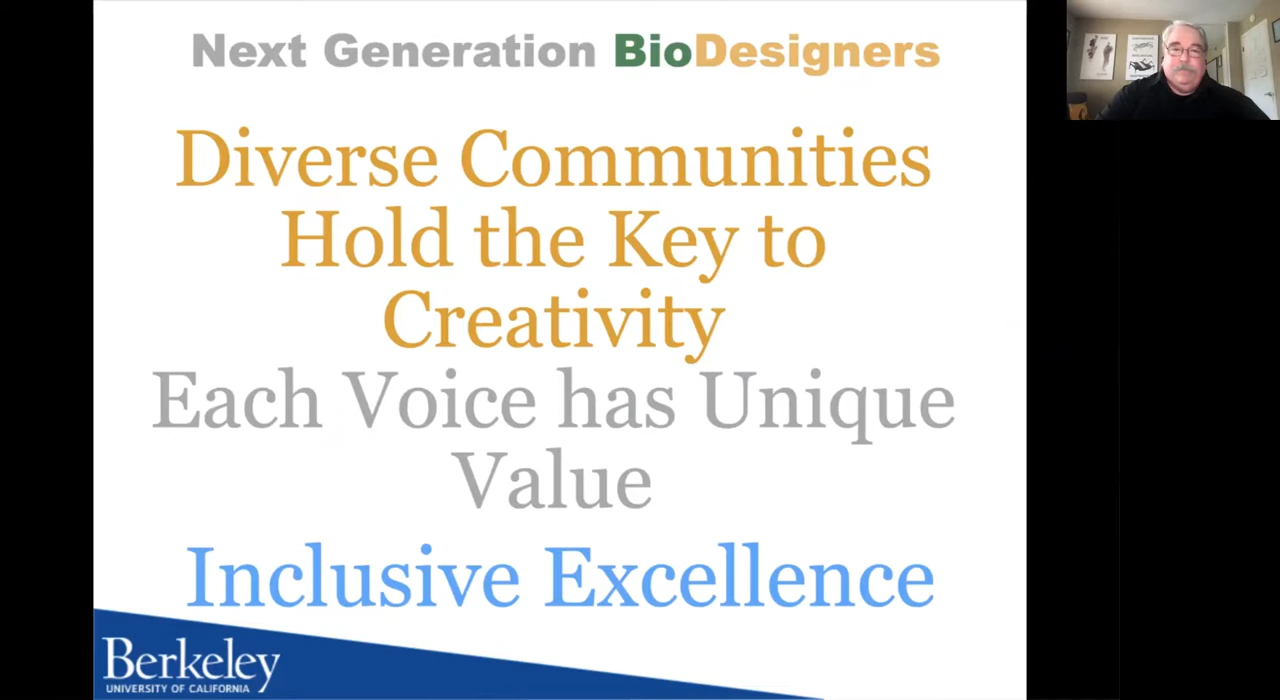 Next Generation BioDesigners
Diverse Communities
Hold the Key to
Creativity
Each Voice has Unique
Value
Inclusive Excellence
Berkeley
UNIVERSITY OF CALIFORNIA